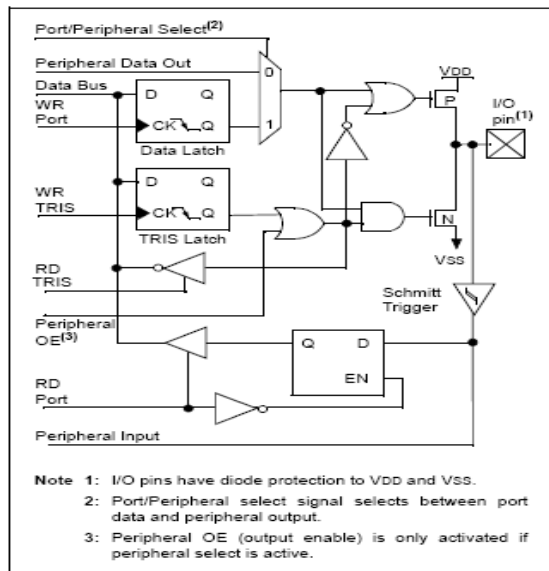 Port/Peripheral Select(2)
Peripheral Data Out
Data Bus
WR
Port
D Q
CK Q
Data Latch
0
1
VDD
P
I/O
pin(1)
WR
TRIS
D Q
CK Q
TRIS Latch
N
VSS
RD
TRIS
Schmitt
Trigger
Peripheral
OE(3)
Q D
EN
RD
Port
Peripheral Input
Note 1: I/O pins have diode protection to VDD and VSS.
2: Port/Peripheral select signal selects between port
data and peripheral output.
3: Peripheral OE (output enable) is only activated if
peripheral select is active.